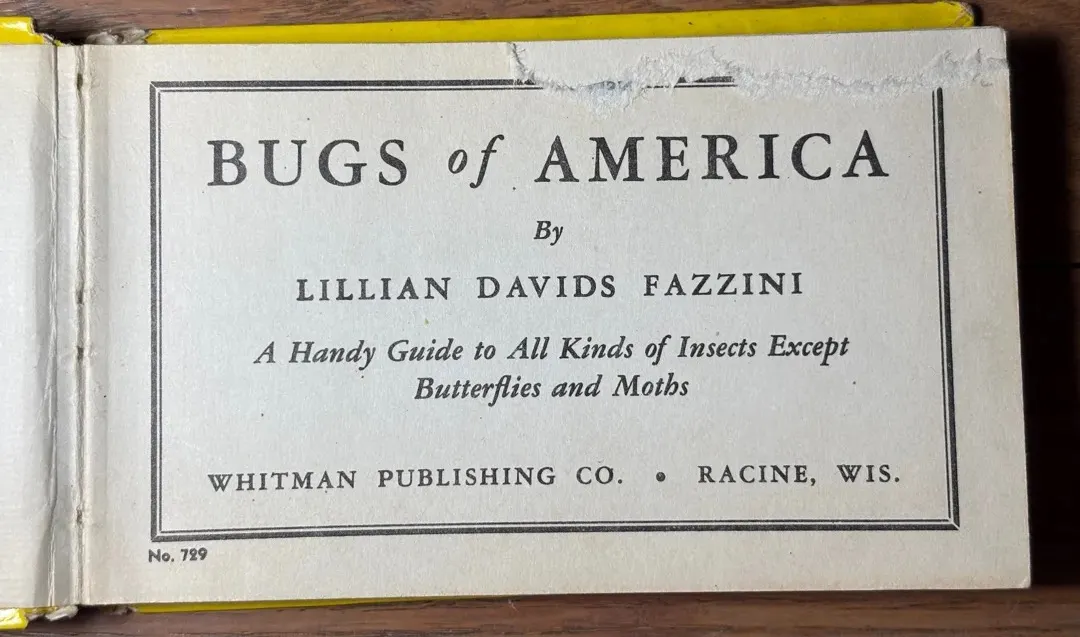 BUGS of AMERICA
By
LILLIAN DAVIDS FAZZINI
A Handy Guide to All Kinds of Insects Except
Butterflies and Moths
WHITMAN PUBLISHING CO. • RACINE, WIS.
No. 729